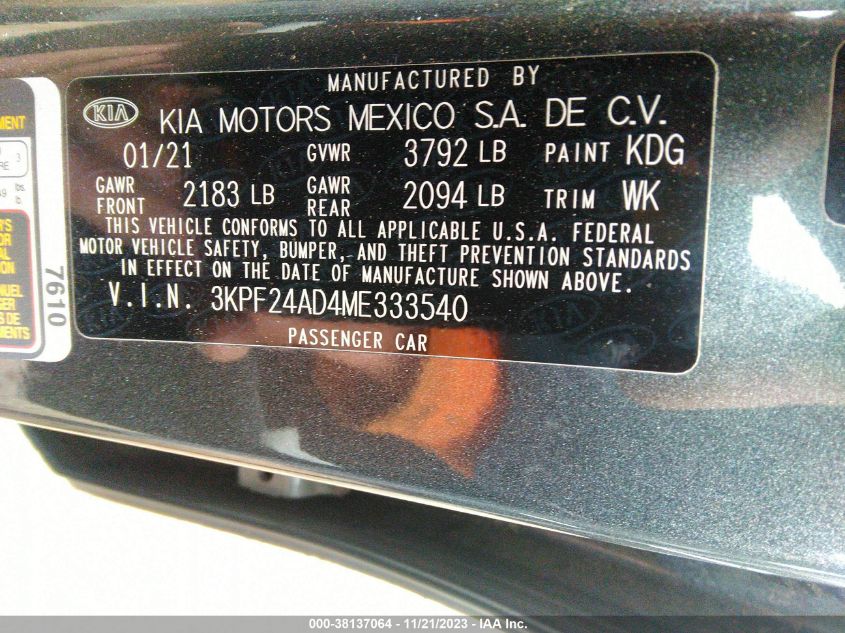 MANUFACTURED BY
KIA KIA MOTORS MEXICO S.A. DE C.V.
01/21 GVWR 3792 LB PAINT KDG
GAWR FRONT 2183 LB GAWR REAR 2094 LB TRIM WK
THIS VEHICLE CONFORMS TO ALL APPLICABLE U.S.A. FEDERAL
MOTOR VEHICLE SAFETY, BUMPER, AND THEFT PREVENTION STANDARDS
IN EFFECT ON THE DATE OF MANUFACTURE SHOWN ABOVE.
V.I.N. 3KPF24AD4ME333540
PASSENGER CAR
3
lbs.
7610
000-38137064 - 11/21/2023 - IAA Inc.